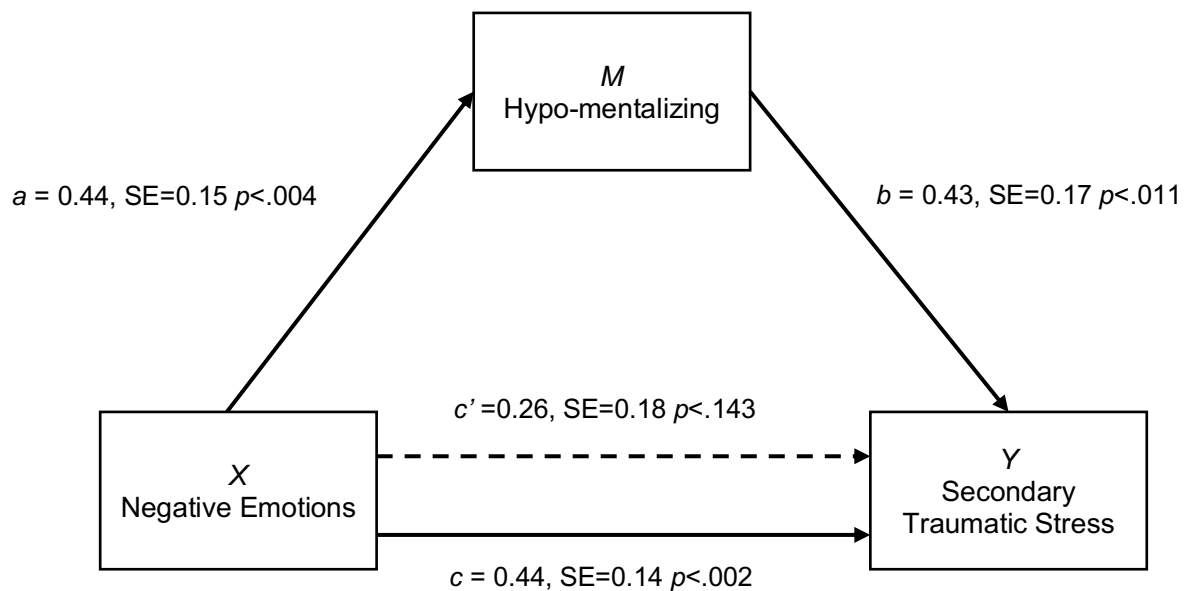 M
Hypo-mentalizing
a = 0.44, SE=0.15 p<.004
b = 0.43, SE=0.17 p<.011
c’ =0.26, SE=0.18 p<.143
X
Negative Emotions
Y
Secondary
Traumatic Stress
c = 0.44, SE=0.14 p<.002